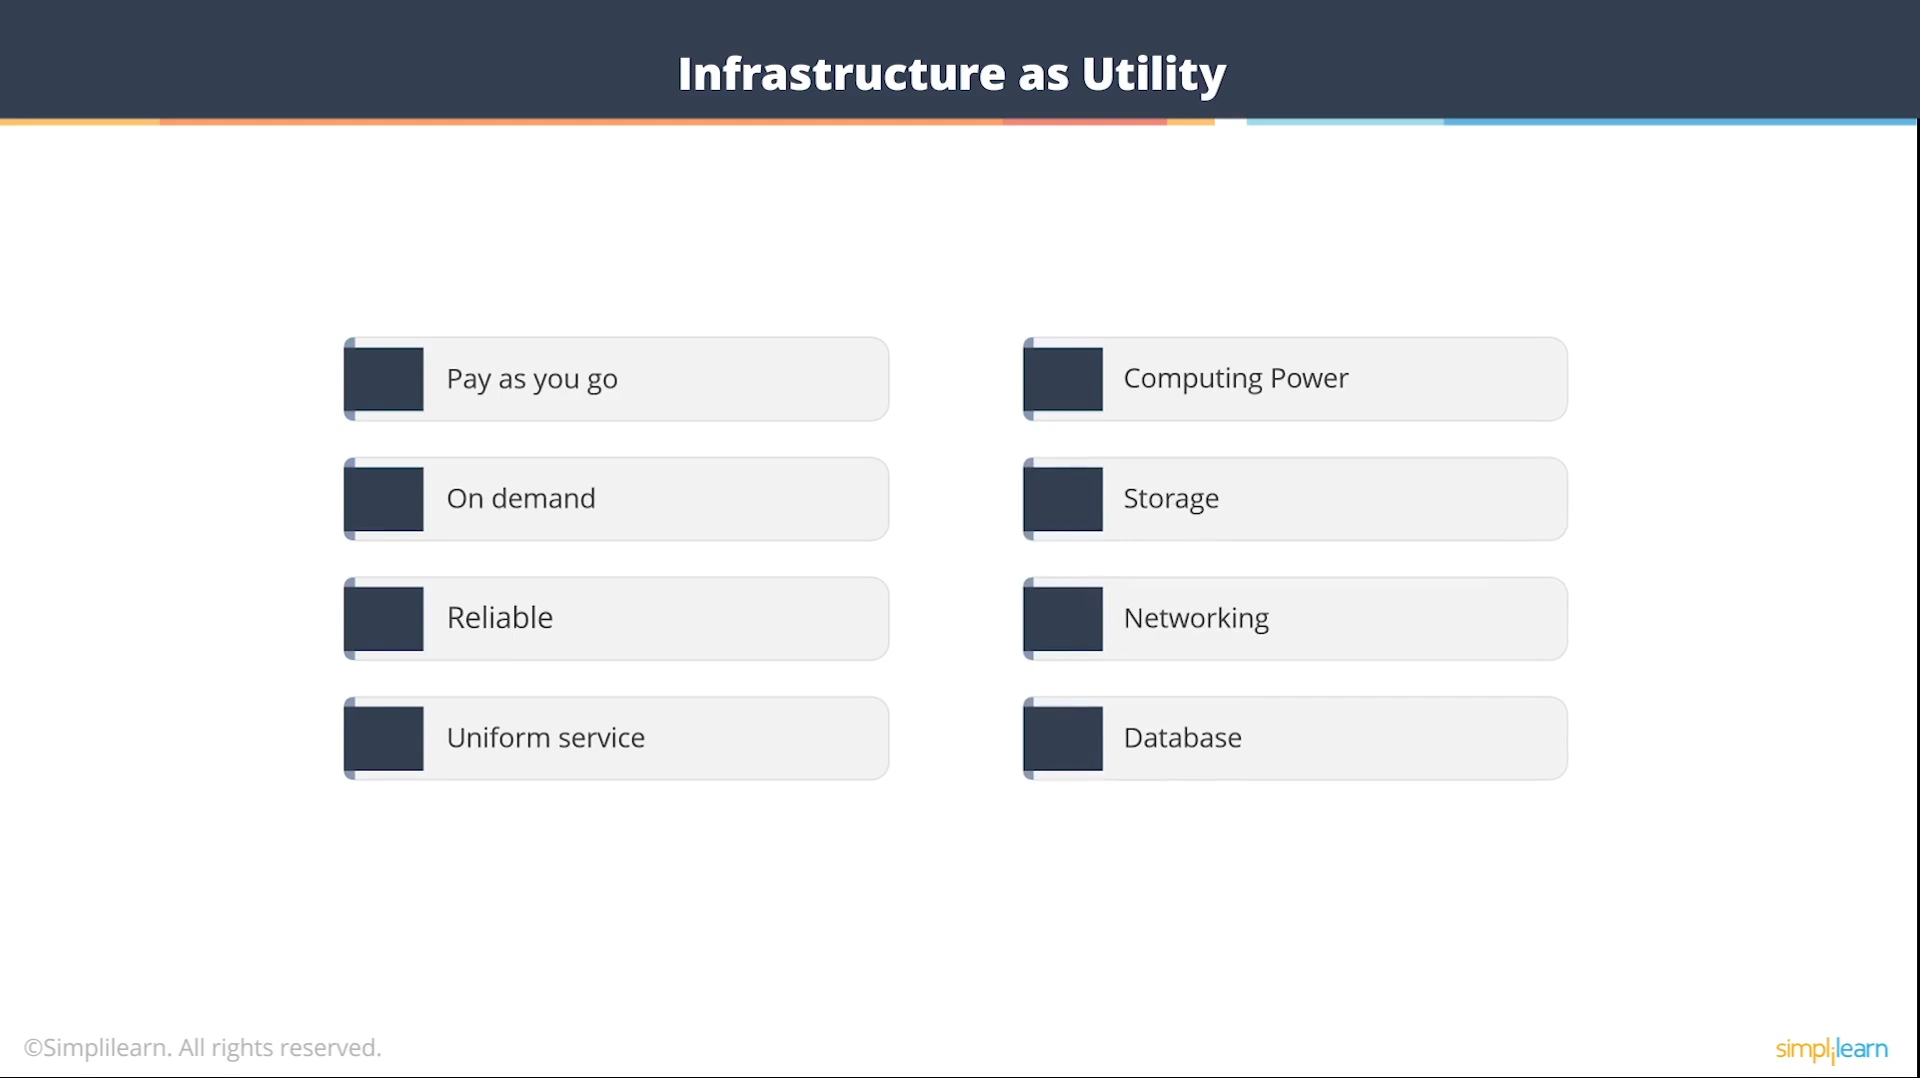 Infrastructure as Utility
Pay as you go
On demand
Reliable
Uniform service
Computing Power
Storage
Networking
Database
©Simplilearn. All rights reserved.
simplilearn